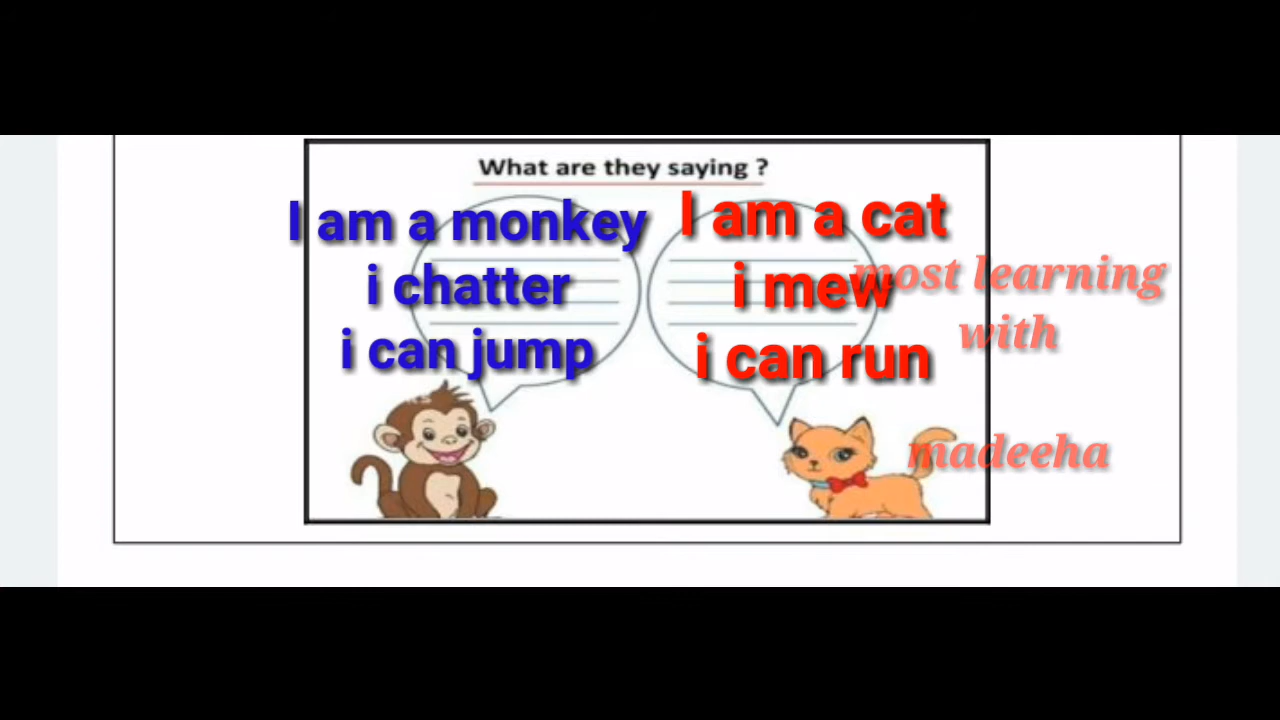 What are they saying ?
I am a monkey
i chatter
i can jump
I am a cat
i mew
i can run
most learning
with
madeeha